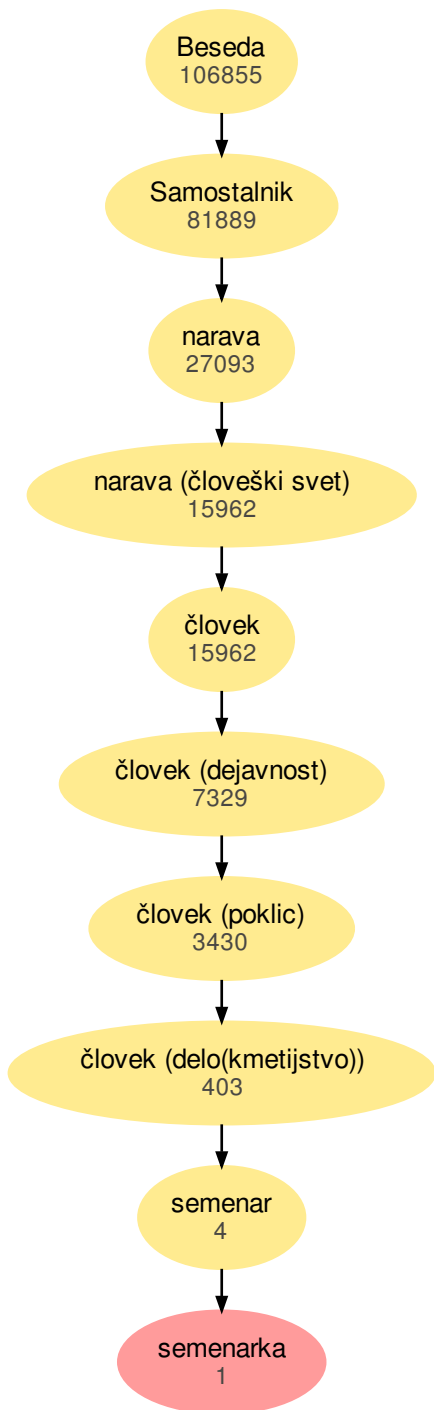 Beseda
106855
Samostalnik
81889
narava
27093
narava (človeški svet)
15962
človek
15962
človek (dejavnost)
7329
človek (poklic)
3430
človek (delo(kmetijstvo))
403
semenar
4
semenarka
1